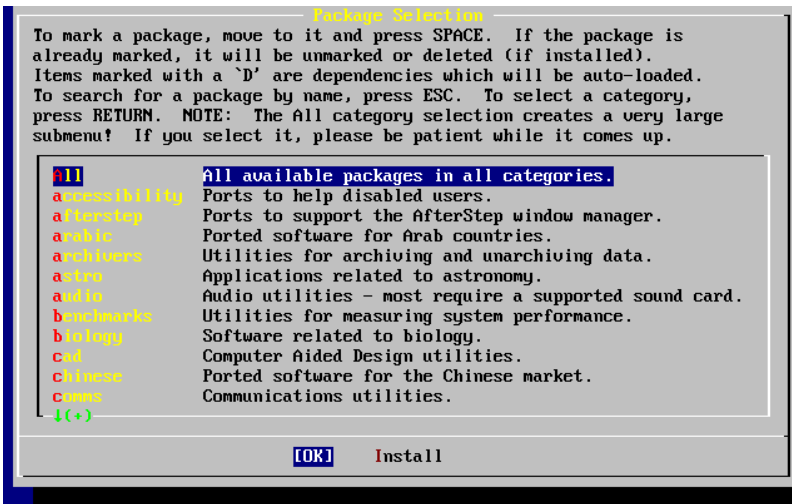 Package Selection
To mark a package, move to it and press SPACE.  If the package is
already marked, it will be unmarked or deleted (if installed).
Items marked with a `D' are dependencies which will be auto-loaded.
To search for a package by name, press ESC.  To select a category,
press RETURN.  NOTE:  The All category selection creates a very large
submenu!  If you select it, please be patient while it comes up.
All All available packages in all categories.
accessibility Ports to help disabled users.
afterstep Ports to support the AfterStep window manager.
arabic Ported software for Arab countries.
archivers Utilities for archiving and unarchiving data.
astro Applications related to astronomy.
audio Audio utilities - most require a supported sound card.
benchmarks Utilities for measuring system performance.
biology Software related to biology.
cad Computer Aided Design utilities.
chinese Ported software for the Chinese market.
comms Communications utilities.
↓(+)
[OK] Install